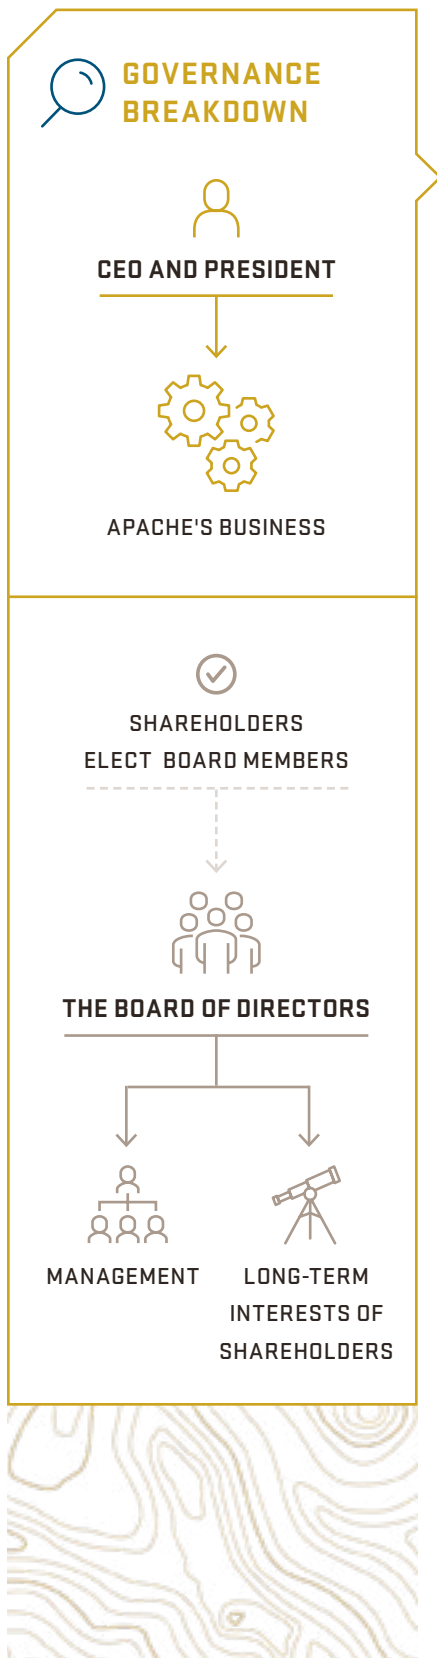 GOVERNANCE
BREAKDOWN
CEO AND PRESIDENT
APACHE'S BUSINESS
SHAREHOLDERS
ELECT BOARD MEMBERS
THE BOARD OF DIRECTORS
MANAGEMENT
LONG-TERM
INTERESTS OF
SHAREHOLDERS